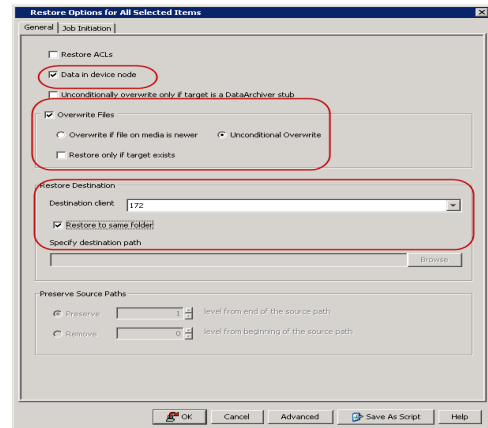 Restore Options for All Selected Items
General
Job Initiation
Restore ACLs
Data in device node
Unconditionally overwrite only if target is a DataArchiver stub
Overwrite Files
Overwrite if file on media is newer
Unconditional Overwrite
Restore only if target exists
Restore Destination
Destination client
172
Restore to same folder
Specify destination path
Browse
Preserve Source Paths
Preserve
1
level from end of the source path
Remove
0
level from beginning of the source path
OK
Cancel
Advanced
Save As Script
Help